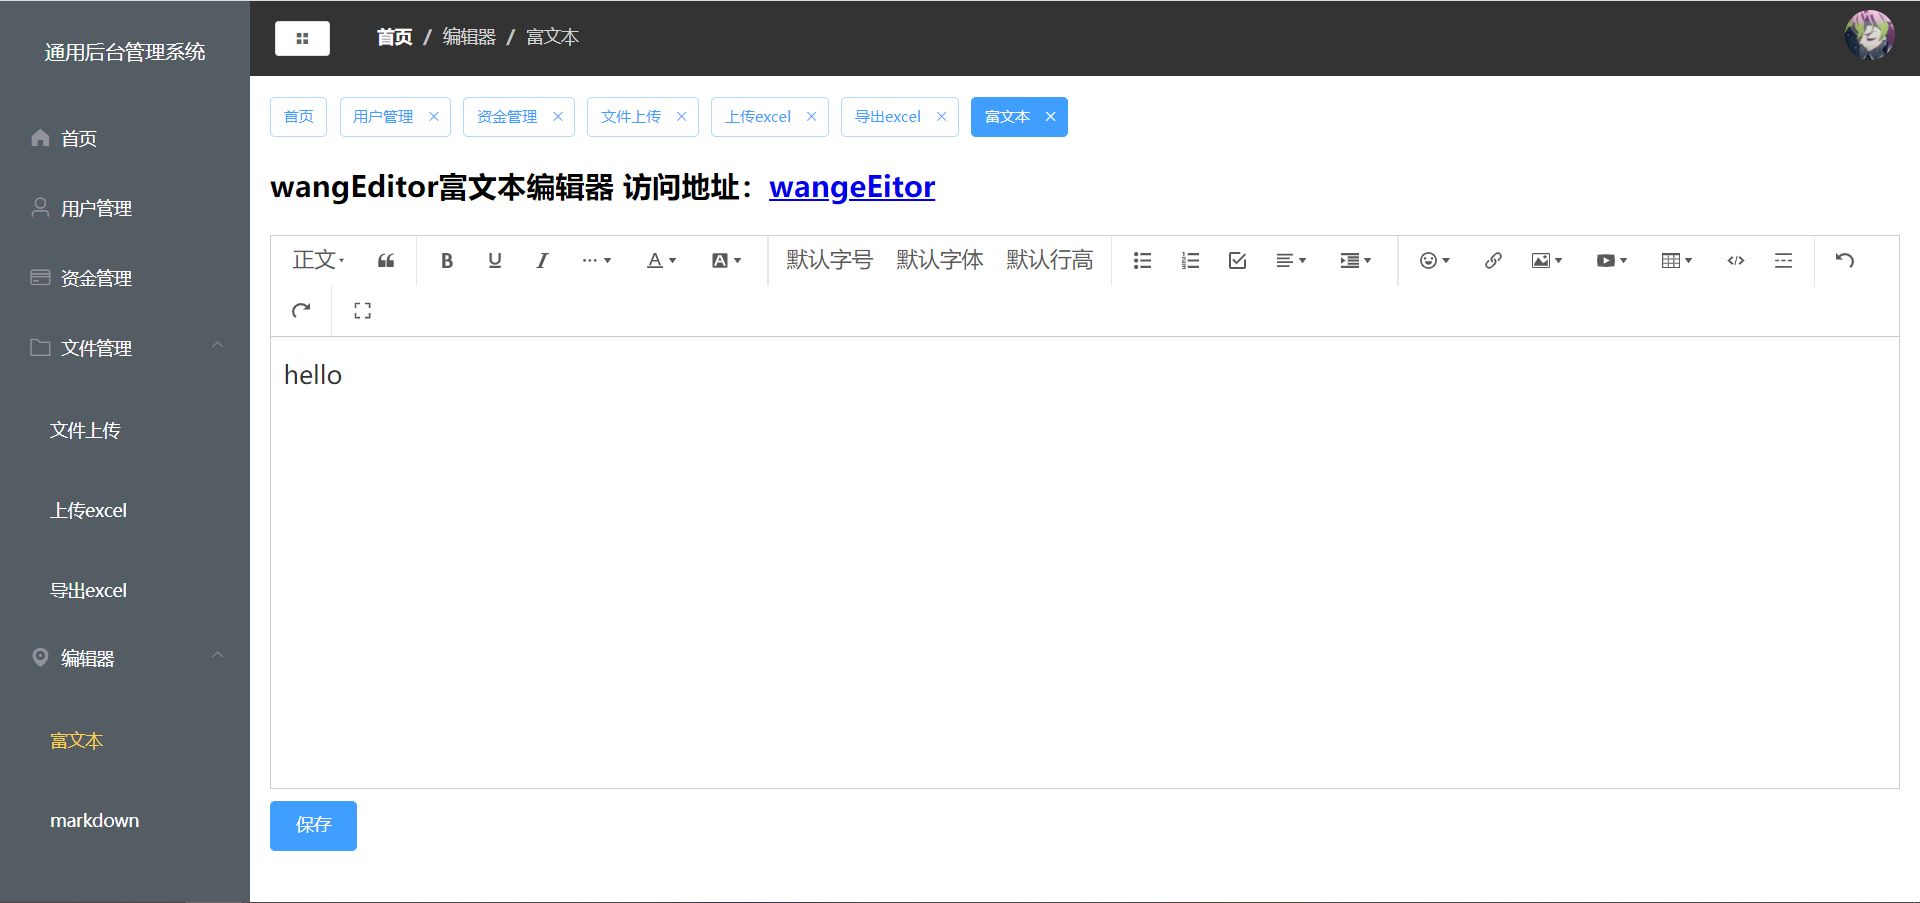 通用后台管理系统
首页
用户管理
资金管理
文件管理
文件上传
上传excel
导出excel
编辑器
富文本
markdown
首页 / 编辑器 / 富文本
首页 用户管理 资金管理 文件上传 上传excel 导出excel 富文本
wangEditor富文本编辑器 访问地址：wangeEitor
正文 默认字号 默认字体 默认行高
hello
保存